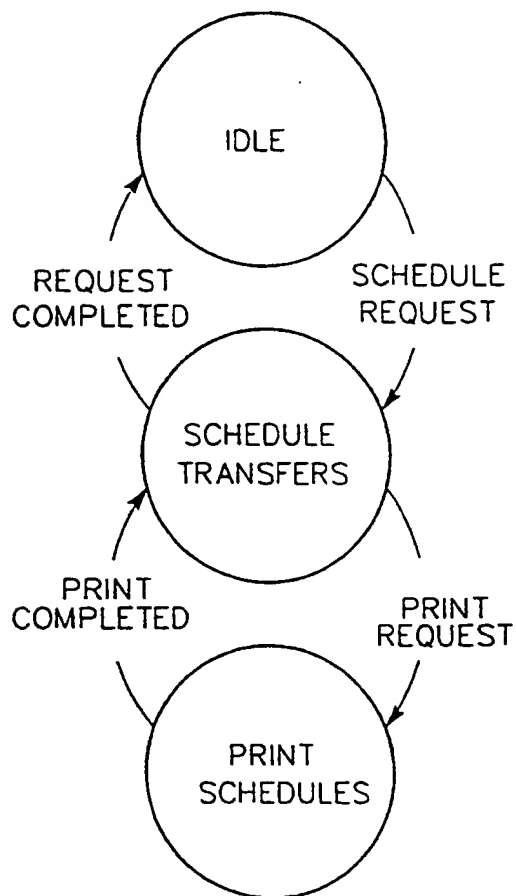 IDLE
REQUEST
COMPLETED
SCHEDULE
REQUEST
SCHEDULE
TRANSFERS
PRINT
COMPLETED
PRINT
REQUEST
PRINT
SCHEDULES